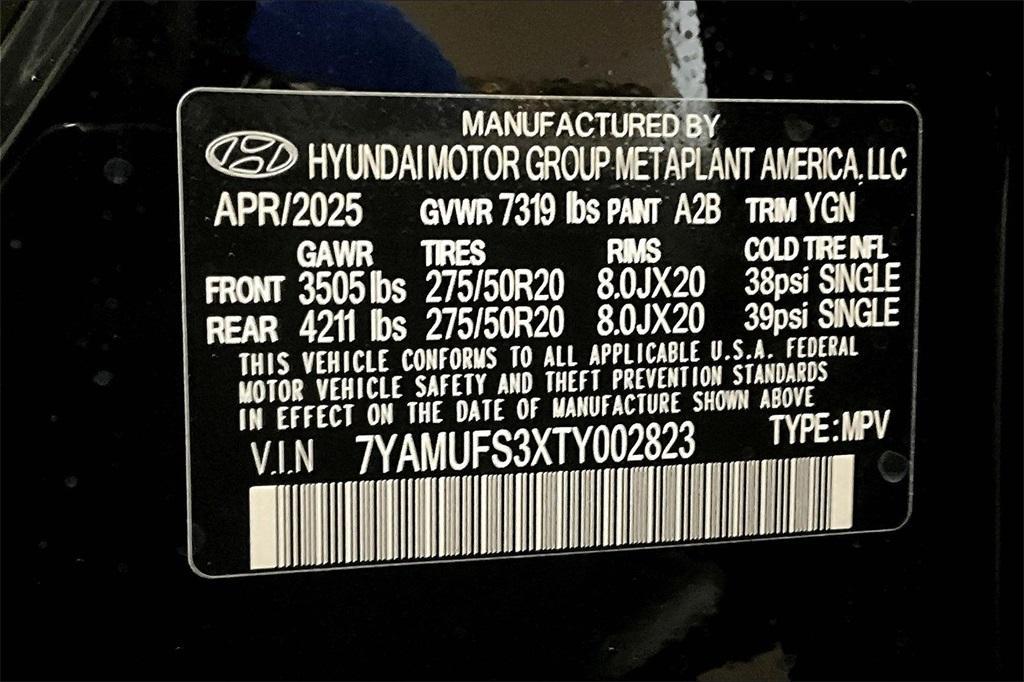 MANUFACTURED BY
HYUNDAI MOTOR GROUP METAPLANT AMERICA, LLC
APR/2025 GVWR 7319 lbs PAINT A2B TRIM YGN
GAWR TIRES RIMS COLD TIRE INFL
FRONT 3505 lbs 275/50R20 8.0JX20 38psi SINGLE
REAR 4211 lbs 275/50R20 8.0JX20 39psi SINGLE
THIS VEHICLE CONFORMS TO ALL APPLICABLE U.S.A. FEDERAL
MOTOR VEHICLE SAFETY AND THEFT PREVENTION STANDARDS
IN EFFECT ON THE DATE OF MANUFACTURE SHOWN ABOVE
V.I.N 7YAMUFS3XTY002823 TYPE:MPV